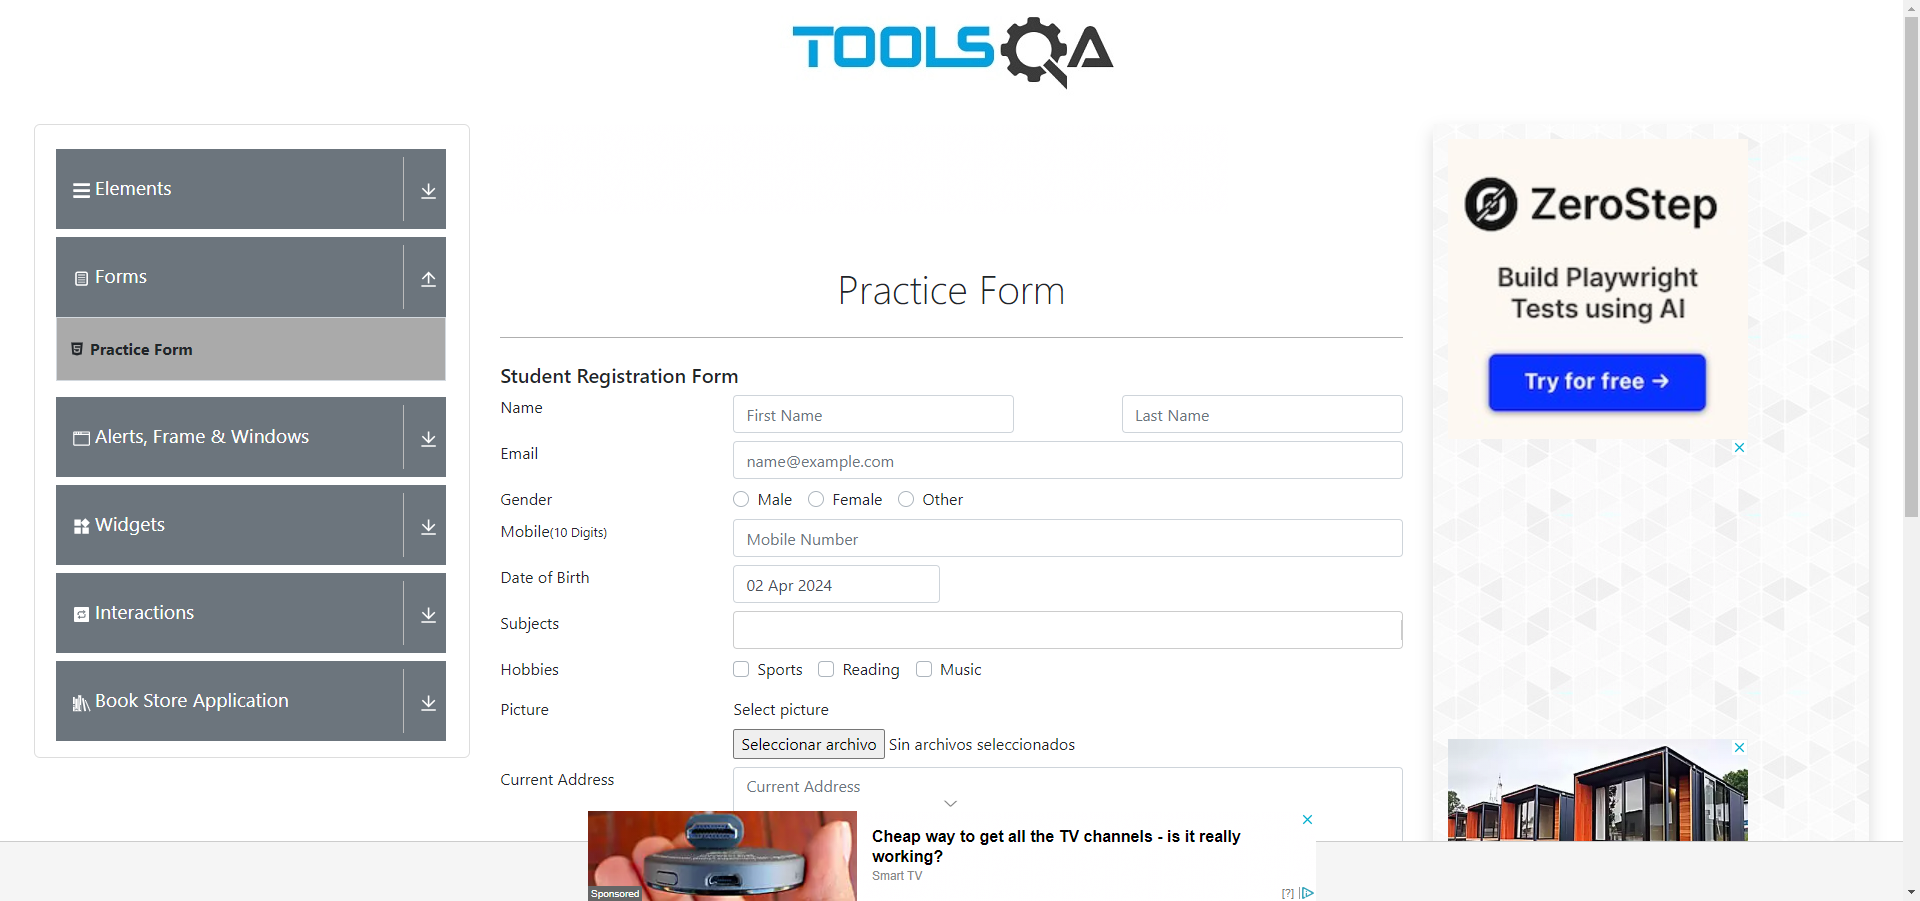 TOOLSQA
Elements
Forms
Practice Form
Alerts, Frame & Windows
Widgets
Interactions
Book Store Application
Practice Form
Student Registration Form
Name
First Name
Last Name
Email
name@example.com
Gender
Male
Female
Other
Mobile(10 Digits)
Mobile Number
Date of Birth
02 Apr 2024
Subjects
Hobbies
Sports
Reading
Music
Picture
Select picture
Seleccionar archivo
Sin archivos seleccionados
Current Address
Current Address
ZeroStep
Build Playwright
Tests using AI
Try for free →
Cheap way to get all the TV channels - is it really
working?
Smart TV
Sponsored
[?]